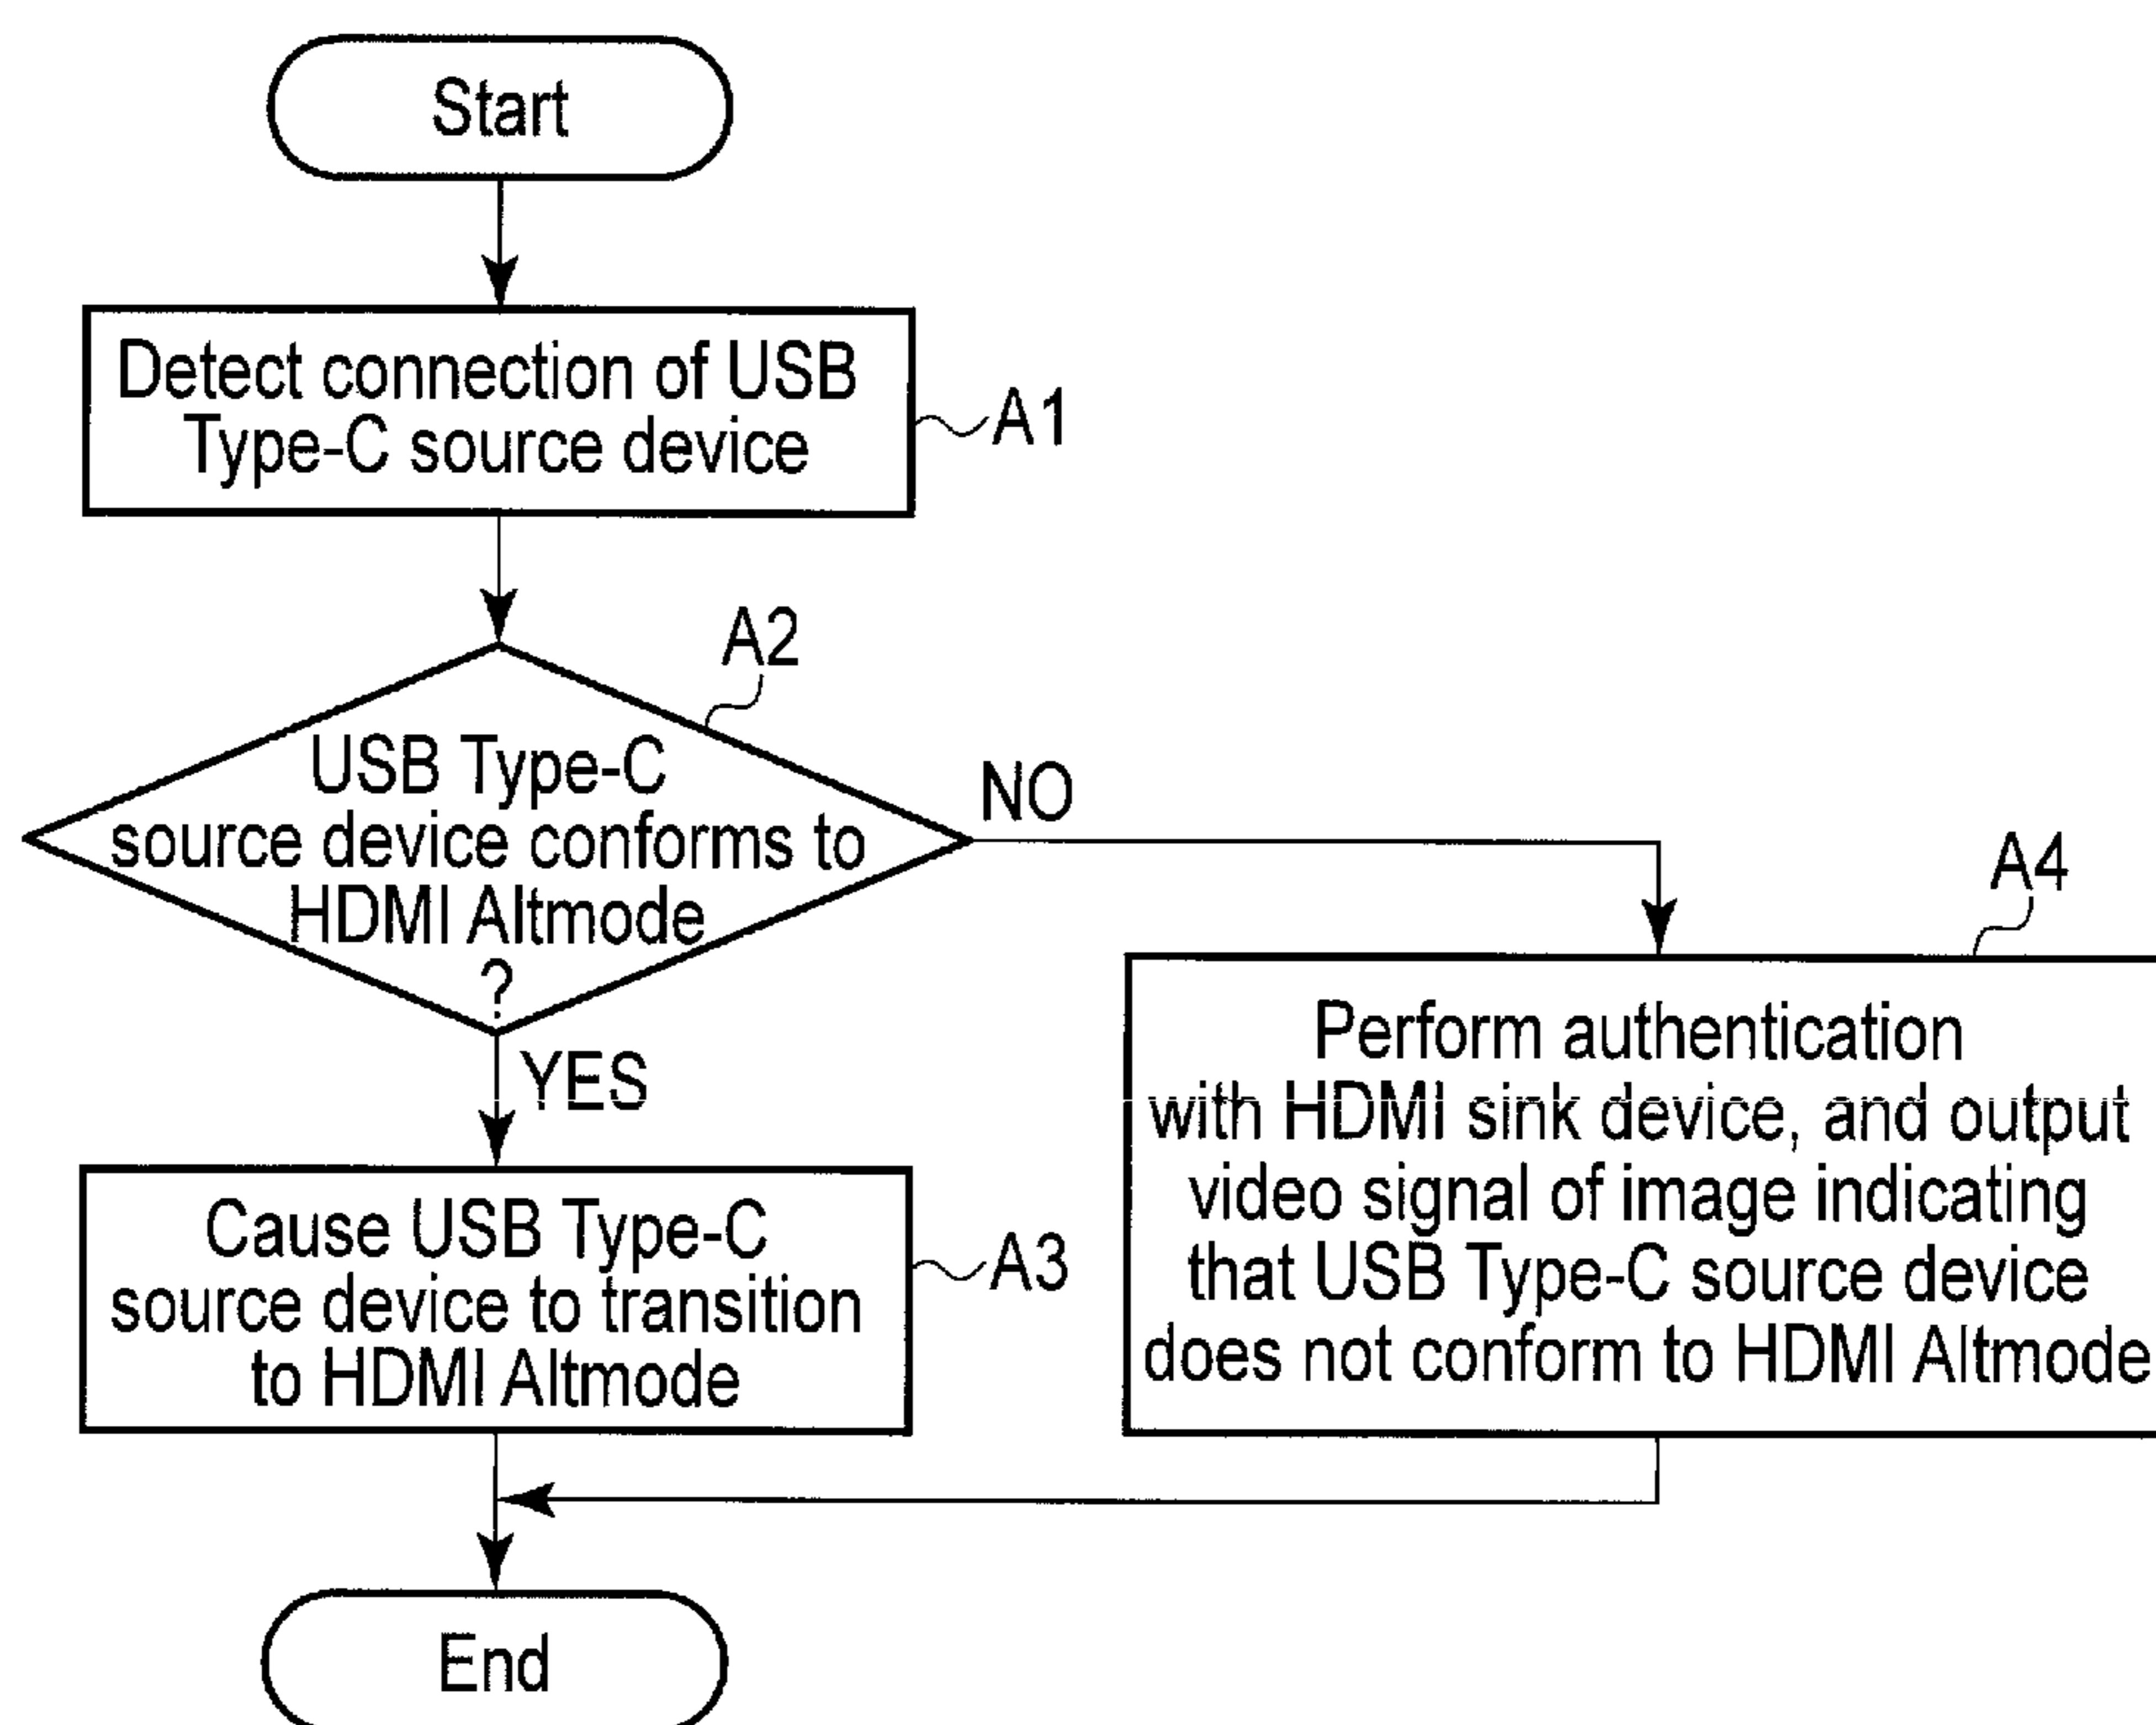 Start
Detect connection of USB
Type-C source device
A1
A2
USB Type-C
source device conforms to
HDMI Altmode
?
NO
YES
A4
Perform authentication
with HDMI sink device, and output
video signal of image indicating
that USB Type-C source device
does not conform to HDMI Altmode
Cause USB Type-C
source device to transition
to HDMI Altmode
A3
End